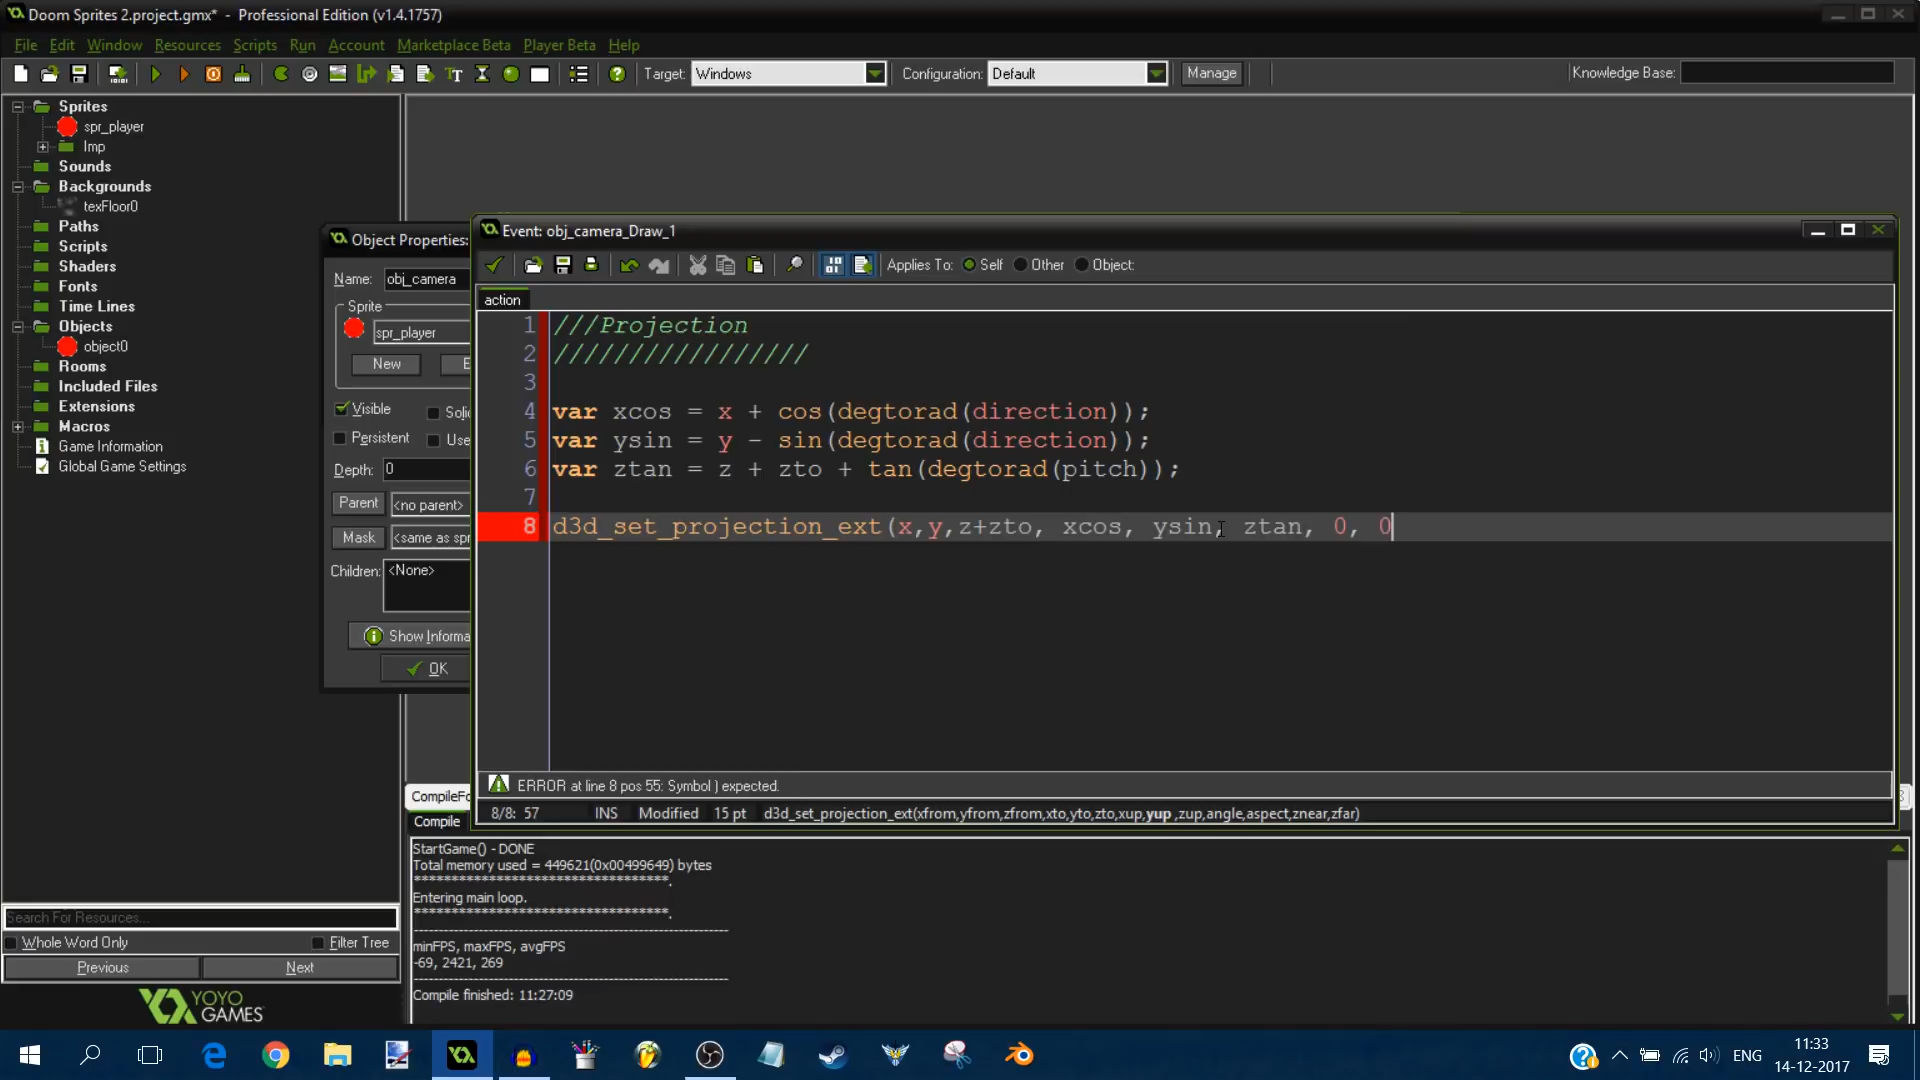 Doom Sprites 2.project.gmx* - Professional Edition (v1.4.1757)
File Edit Window Resources Scripts Run Account Marketplace Beta Player Beta Help
Target: Windows Configuration: Default Manage Knowledge Base:
Sprites
spr_player
Imp
Sounds
Backgrounds
texFloor0
Paths
Scripts
Shaders
Fonts
Time Lines
Objects
object0
Rooms
Included Files
Extensions
Macros
Game Information
Global Game Settings
Search For Resources...
Whole Word Only Filter Tree
Previous Next
YOYO
GAMES
Object Properties:
Name: obj_camera
Sprite
spr_player
New E
Visible Soli
Persistent Use
Depth: 0
Parent <no parent>
Mask <same as spr
Children: <None>
Show Informa
OK
Event: obj_camera_Draw_1
Applies To: Self Other Object:
action
1 ///Projection
2 /////////////////
3
4 var xcos = x + cos(degtorad(direction));
5 var ysin = y - sin(degtorad(direction));
6 var ztan = z + zto + tan(degtorad(pitch));
7
8 d3d_set_projection_ext(x,y,z+zto, xcos, ysin, ztan, 0, 0
ERROR at line 8 pos 55: Symbol ) expected.
8/8: 57 INS Modified 15 pt d3d_set_projection_ext(xfrom,yfrom,zfrom,xto,yto,zto,xup,yup ,zup,angle,aspect,znear,zfar)
CompileFo
Compile
StartGame() - DONE
Total memory used = 449621(0x00499649) bytes
***********************************.
Entering main loop.
***********************************.
minFPS, maxFPS, avgFPS
-69, 2421, 269
Compile finished: 11:27:09
ENG
11:33
14-12-2017